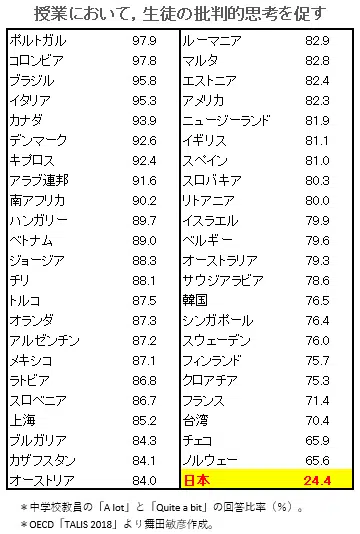 授業において，生徒の批判的思考を促す
ポルトガル 97.9
コロンビア 97.8
ブラジル 95.8
イタリア 95.3
カナダ 93.9
デンマーク 92.6
キプロス 92.4
アラブ連邦 91.6
南アフリカ 90.2
ハンガリー 89.7
ベトナム 89.0
ジョージア 88.3
チリ 88.1
トルコ 87.5
オランダ 87.3
アルゼンチン 87.2
メキシコ 87.1
ラトビア 86.8
スロベニア 86.7
上海 85.2
ブルガリア 84.3
カザフスタン 84.1
オーストリア 84.0
ルーマニア 82.9
マルタ 82.8
エストニア 82.4
アメリカ 82.3
ニュージーランド 81.9
イギリス 81.1
スペイン 81.0
スロバキア 80.3
リトアニア 80.0
イスラエル 79.9
ベルギー 79.6
オーストラリア 79.3
サウジアラビア 78.6
韓国 76.5
シンガポール 76.4
スウェーデン 76.0
フィンランド 75.7
クロアチア 75.3
フランス 71.4
台湾 70.4
チェコ 65.9
ノルウェー 65.6
日本 24.4
＊中学校教員の「A lot」と「Quite a bit」の回答比率（%）。
＊OECD「TALIS 2018」より舞田敏彦作成。